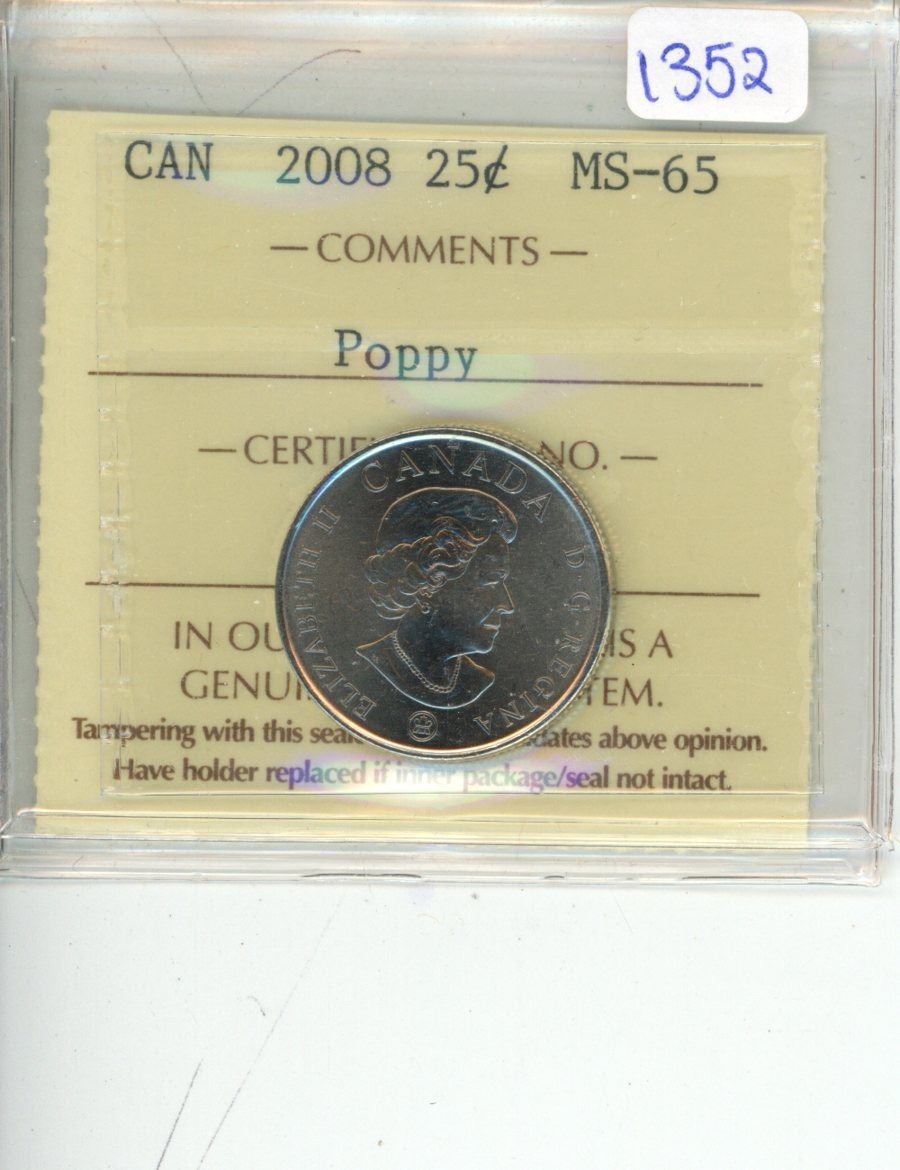 1352
CAN 2008 25¢ MS-65
— COMMENTS —
Poppy
— CERTIF NO. —
ELIZABETH II CANADA D·G·REGINA
IN OU IS A
GENUI TEM.
Tampering with this seal dates above opinion.
Have holder replaced if inner package/seal not intact.